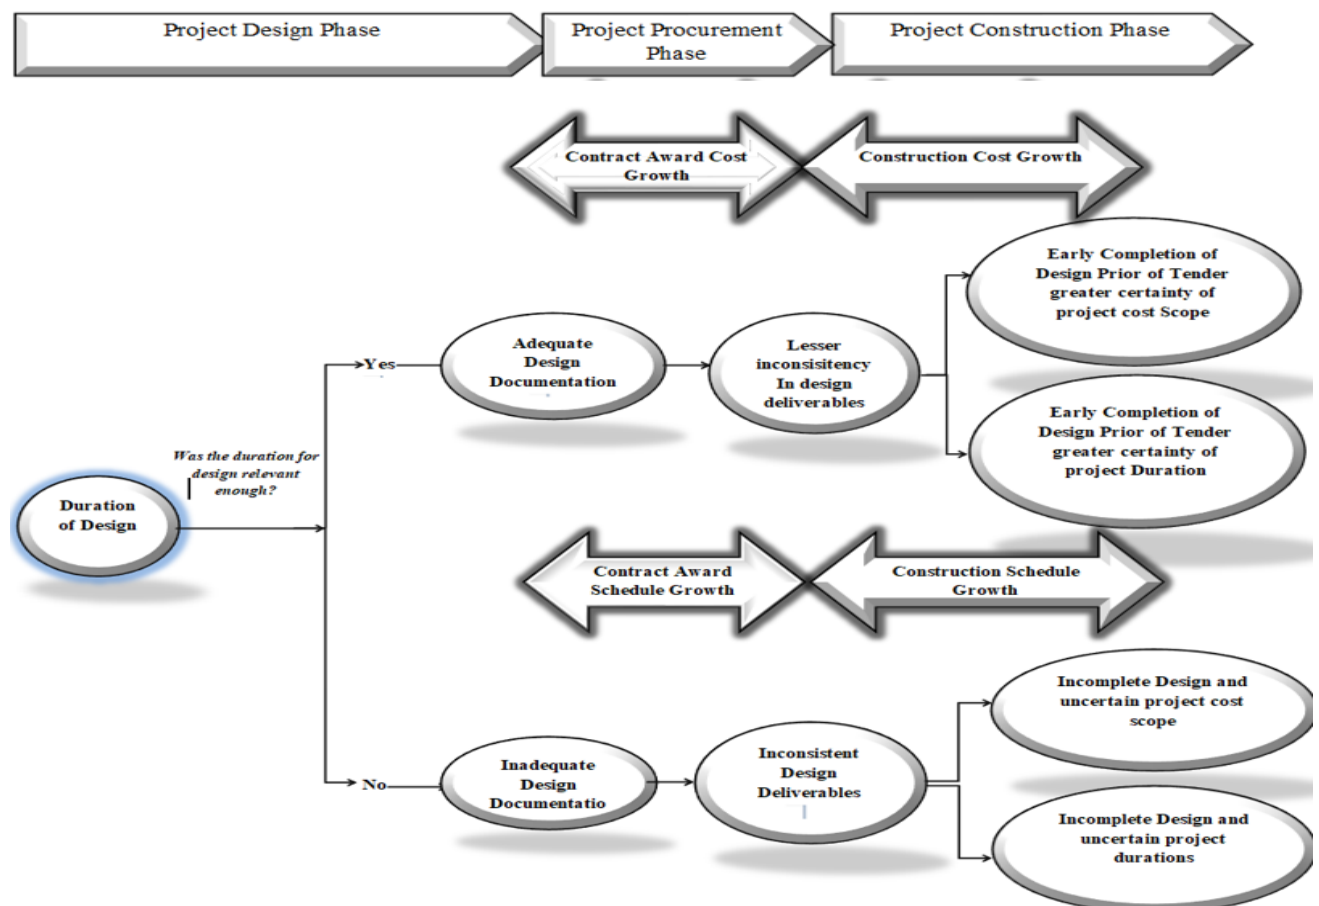 Project Design Phase
Project Procurement
Phase
Project Construction Phase
Contract Award Cost
Growth
Construction Cost Growth
Early Completion of
Design Prior of Tender
greater certainty of
project cost Scope
Yes
Adequate
Design
Documentation
Lesser
inconsisitency
In design
deliverables
Early Completion of
Design Prior of Tender
greater certainty of
project Duration
Was the duration for
design relevant
enough?
Duration
of Design
Contract Award
Schedule Growth
Construction Schedule
Growth
Incomplete Design and
uncertain project cost
scope
No
Inadequate
Design
Documentatio
Inconsistent
Design
Deliverables
Incomplete Design and
uncertain project
durations